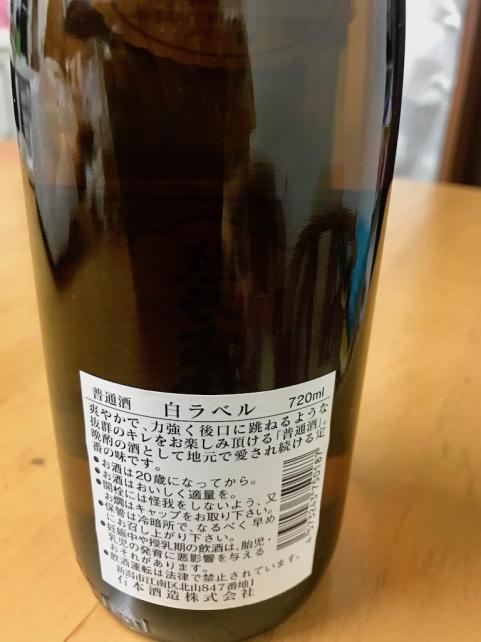 普通酒 白ラベル 720ml
爽やかで、力強く後口に跳ねるような
抜群のキレをお楽しみ頂ける「普通酒」。
晩酌の酒として地元で愛され続ける定
番の味です。
●お酒は20歳になってから。
●お酒はおいしく適量を。
●開栓には怪我をしないよう、又
お燗はキャップをお取り下さい。
●保管は冷暗所で、なるべく早め
にお召し上がり下さい。
●妊娠中や授乳期の飲酒は、胎児・
乳児の発育に悪影響を与える
おそれがあります。
●飲酒運転は法律で禁止されています。
新潟市江南区北山847番地1
石本酒造株式会社